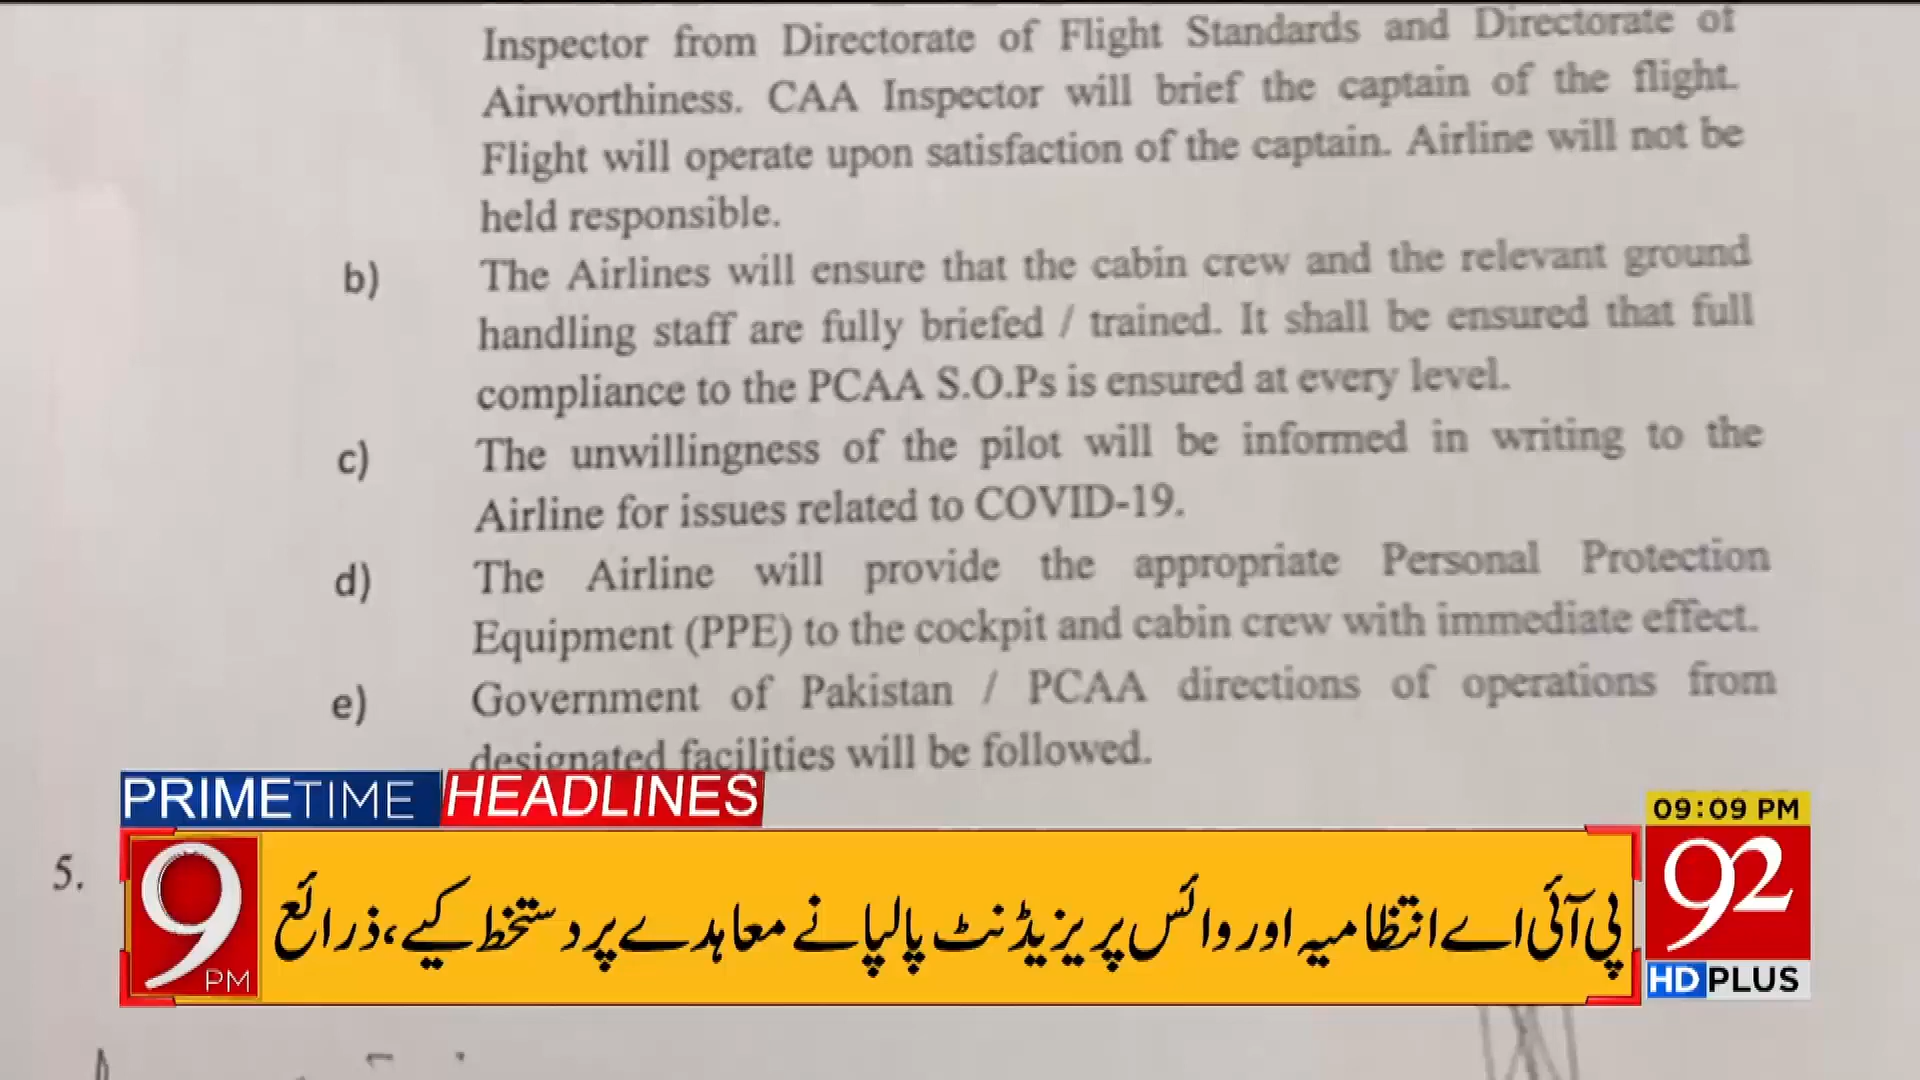 Inspector from Directorate of Flight Standards and Directorate of
Airworthiness. CAA Inspector will brief the captain of the flight.
Flight will operate upon satisfaction of the captain. Airline will not be
held responsible.
b) The Airlines will ensure that the cabin crew and the relevant ground
handling staff are fully briefed / trained. It shall be ensured that full
compliance to the PCAA S.O.Ps is ensured at every level.
c) The unwillingness of the pilot will be informed in writing to the
Airline for issues related to COVID-19.
d) The Airline will provide the appropriate Personal Protection
Equipment (PPE) to the cockpit and cabin crew with immediate effect.
e) Government of Pakistan / PCAA directions of operations from
designated facilities will be followed.
PRIMETIME HEADLINES
09:09 PM
5.
9 PM
پی آئی اے انتظامیہ اور وائس پریزیڈنٹ پالپا نے معاہدے پر دستخط کیے، ذرائع
92
HD PLUS